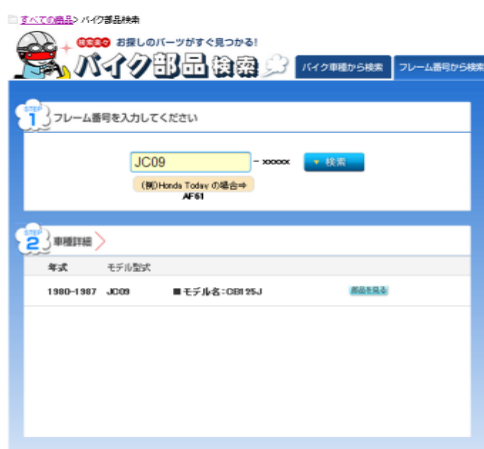 すべての商品> バイク部品検索
検索楽々 お探しのパーツがすぐ見つかる!
バイク部品検索
バイク車種から検索 フレーム番号から検索
STEP 1 フレーム番号を入力してください
JC09 - xxxxx ▼ 検索
(例)Honda Today の場合⇒
AF61
STEP 2 車種詳細
年式 モデル型式
1980-1987 JC09 ■モデル名:CB125J 部品を見る